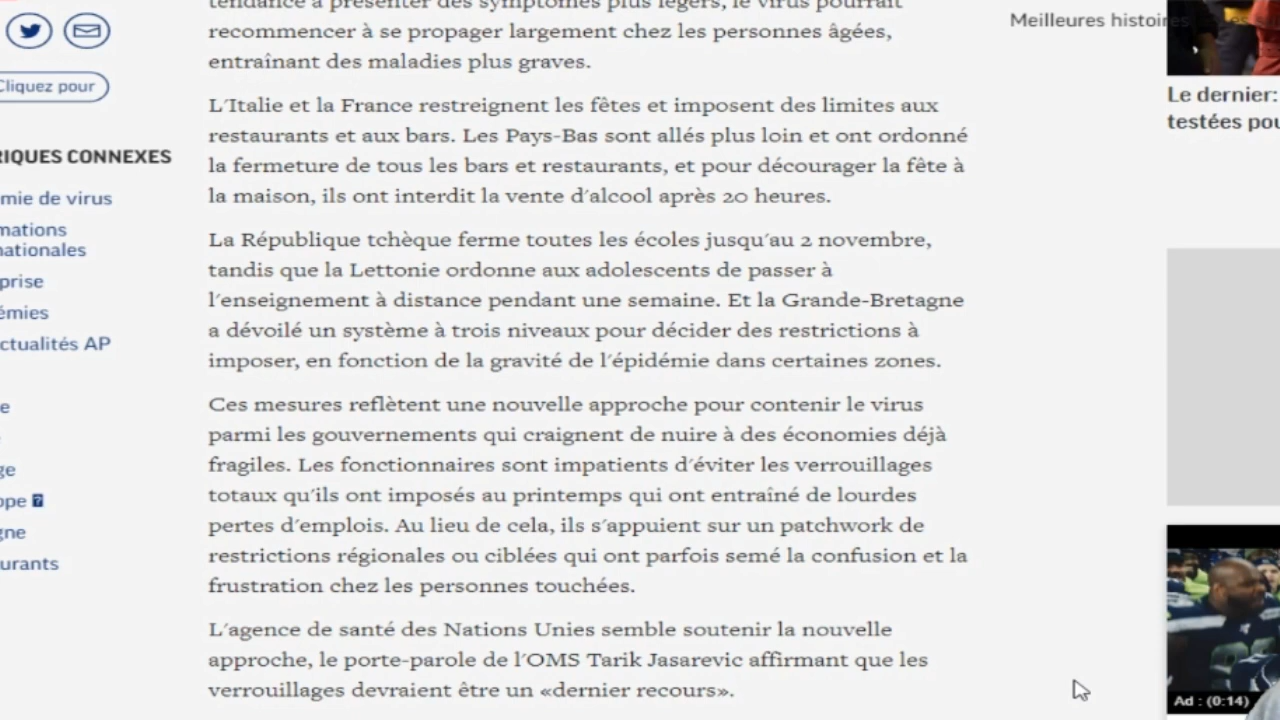 tendance à présenter des symptômes plus légers, le virus pourrait
recommencer à se propager largement chez les personnes âgées,
entraînant des maladies plus graves.
L'Italie et la France restreignent les fêtes et imposent des limites aux
restaurants et aux bars. Les Pays-Bas sont allés plus loin et ont ordonné
la fermeture de tous les bars et restaurants, et pour décourager la fête à
la maison, ils ont interdit la vente d'alcool après 20 heures.
La République tchèque ferme toutes les écoles jusqu'au 2 novembre,
tandis que la Lettonie ordonne aux adolescents de passer à
l'enseignement à distance pendant une semaine. Et la Grande-Bretagne
a dévoilé un système à trois niveaux pour décider des restrictions à
imposer, en fonction de la gravité de l'épidémie dans certaines zones.
Ces mesures reflètent une nouvelle approche pour contenir le virus
parmi les gouvernements qui craignent de nuire à des économies déjà
fragiles. Les fonctionnaires sont impatients d'éviter les verrouillages
totaux qu'ils ont imposés au printemps qui ont entraîné de lourdes
pertes d'emplois. Au lieu de cela, ils s'appuient sur un patchwork de
restrictions régionales ou ciblées qui ont parfois semé la confusion et la
frustration chez les personnes touchées.
L'agence de santé des Nations Unies semble soutenir la nouvelle
approche, le porte-parole de l'OMS Tarik Jasarevic affirmant que les
verrouillages devraient être un «dernier recours».
Cliquez pour
RIQUES CONNEXES
mie de virus
mations
nationales
prise
émies
ctualités AP
e
ge
ope
gne
urants
Meilleures histoires
Le dernier:
testées pou
Ad : (0:14)